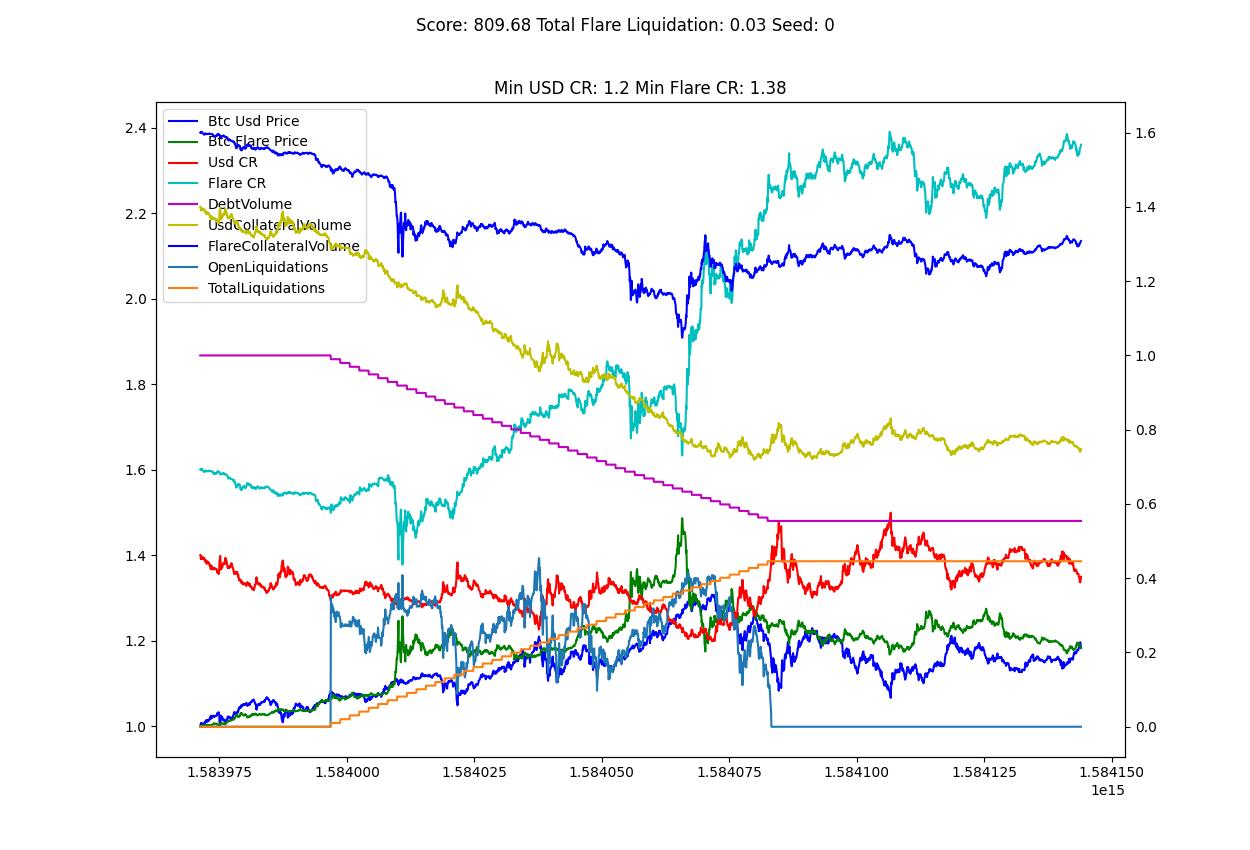 Score: 809.68 Total Flare Liquidation: 0.03 Seed: 0
Min USD CR: 1.2 Min Flare CR: 1.38
Btc Usd Price
Btc Flare Price
Usd CR
Flare CR
DebtVolume
UsdCollateralVolume
FlareCollateralVolume
OpenLiquidations
TotalLiquidations
2.4
2.2
2.0
1.8
1.6
1.4
1.2
1.0
1.6
1.4
1.2
1.0
0.8
0.6
0.4
0.2
0.0
1.583975 1.584000 1.584025 1.584050 1.584075 1.584100 1.584125 1.584150
1e15